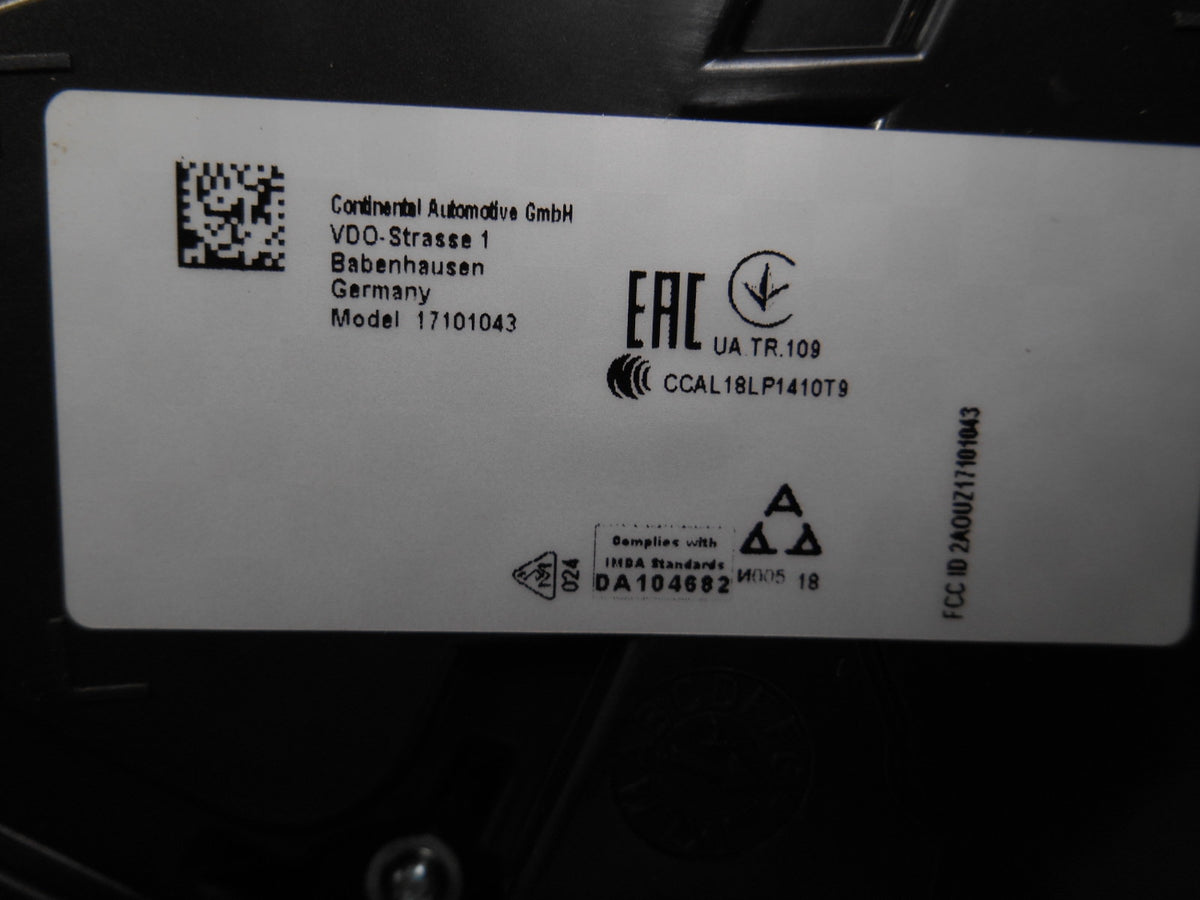 Continental Automotive GmbH
VDO-Strasse 1
Babenhausen
Germany
Model 17101043
EAC
UA.TR.109
CCAL18LP1410T9
024
Complies with
IMDA Standards
DA104682
И005 18
FCC ID 2AOUZ17101043